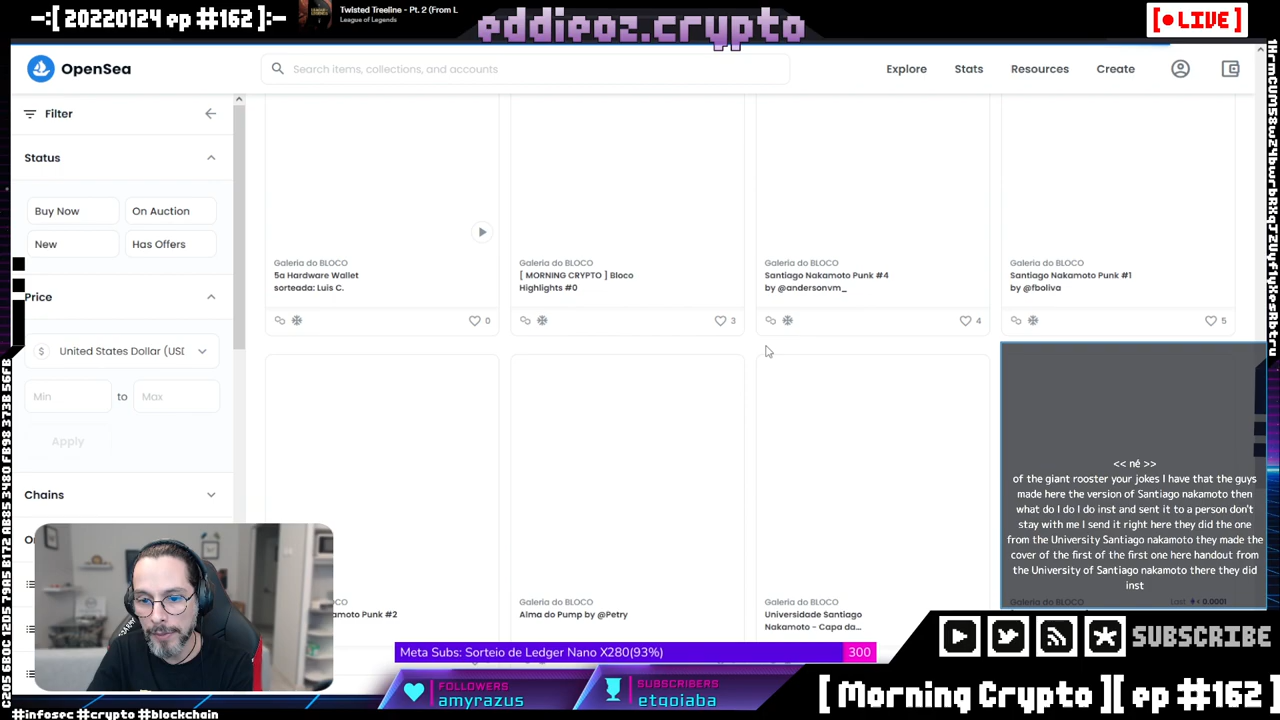 -:[ 20220124 ep #162 ]:-
Twisted Treeline - Pt. 2 (From L
League of Legends
eddieoz.crypto
[ LIVE ]
OpenSea
Search items, collections, and accounts
Explore
Stats
Resources
Create
Filter
Status
Buy Now
On Auction
New
Has Offers
Price
$
United States Dollar (USD
Min
to
Max
Apply
Chains
Galeria do BLOCO
5a Hardware Wallet
sorteada: Luis C.
0
Galeria do BLOCO
[ MORNING CRYPTO ] Bloco
Highlights #0
3
Galeria do BLOCO
Santiago Nakamoto Punk #4
by @andersonvm_
4
Galeria do BLOCO
Santiago Nakamoto Punk #1
by @fboliva
5
Galeria do BLOCO
amoto Punk #2
Galeria do BLOCO
Alma do Pump by @Petry
Galeria do BLOCO
Universidade Santiago
Nakamoto - Capa da...
Galeria do BLOCO
0.0001
<< né >>
of the giant rooster your jokes I have that the guys
made here the version of Santiago nakamoto then
what do I do I do inst and sent it to a person don't
stay with me I send it right here they did the one
from the University Santiago nakamoto they made the
cover of the first of the first one here handout from
the University of Santiago nakamoto there they did
inst
Meta Subs: Sorteio de Ledger Nano X280(93%)
300
FOLLOWERS
amyrazus
SUBSCRIBERS
etgoiaba
SUBSCRIBE
[ Morning Crypto ][ ep #162 ]
#infosec #crypto #blockchain